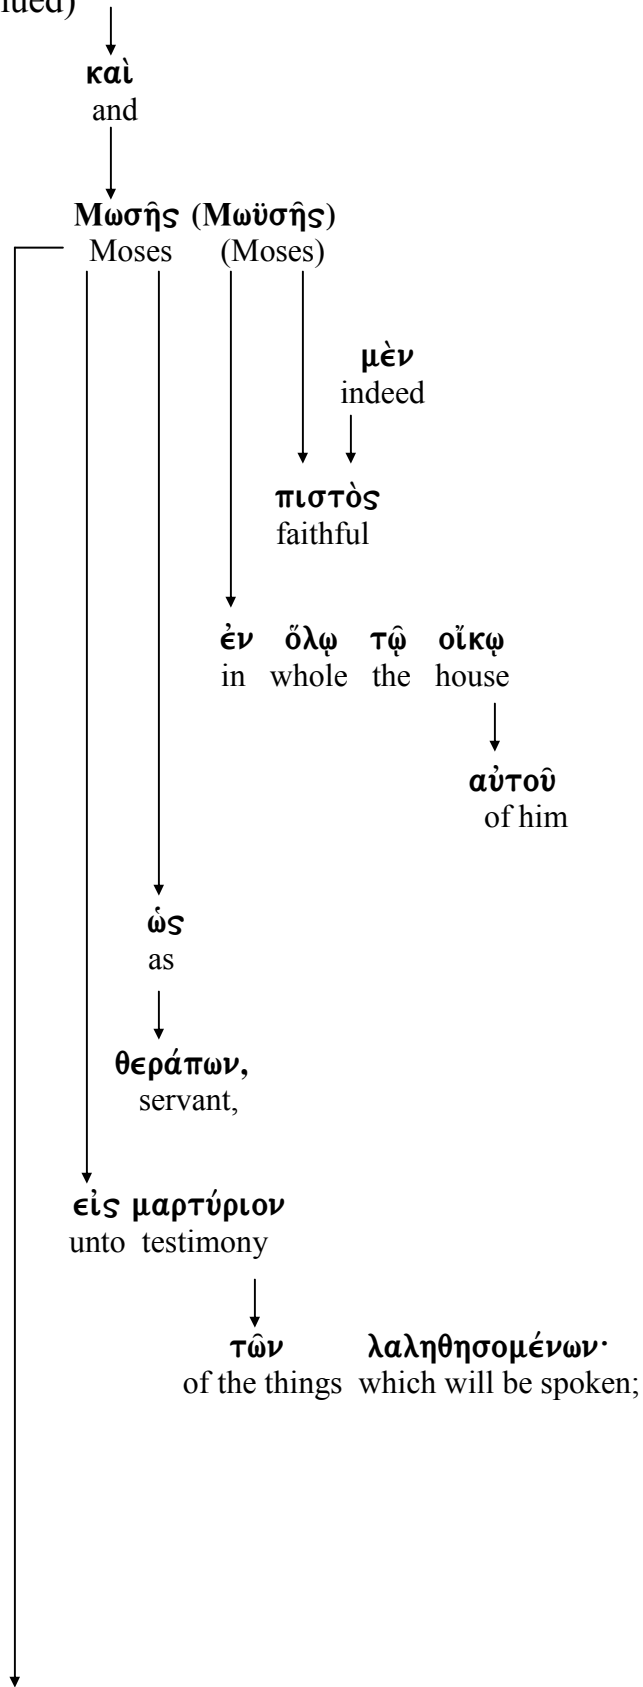 nued)
καὶ
and
Μωσῆς (Μωϋσῆς)
Moses (Moses)
μὲν
indeed
πιστὸς
faithful
ἐν ὅλῳ τῷ οἴκῳ
in whole the house
αὐτοῦ
of him
ὡς
as
θεράπων,
servant,
εἰς μαρτύριον
unto testimony
τῶν λαληθησομένων·
of the things which will be spoken;